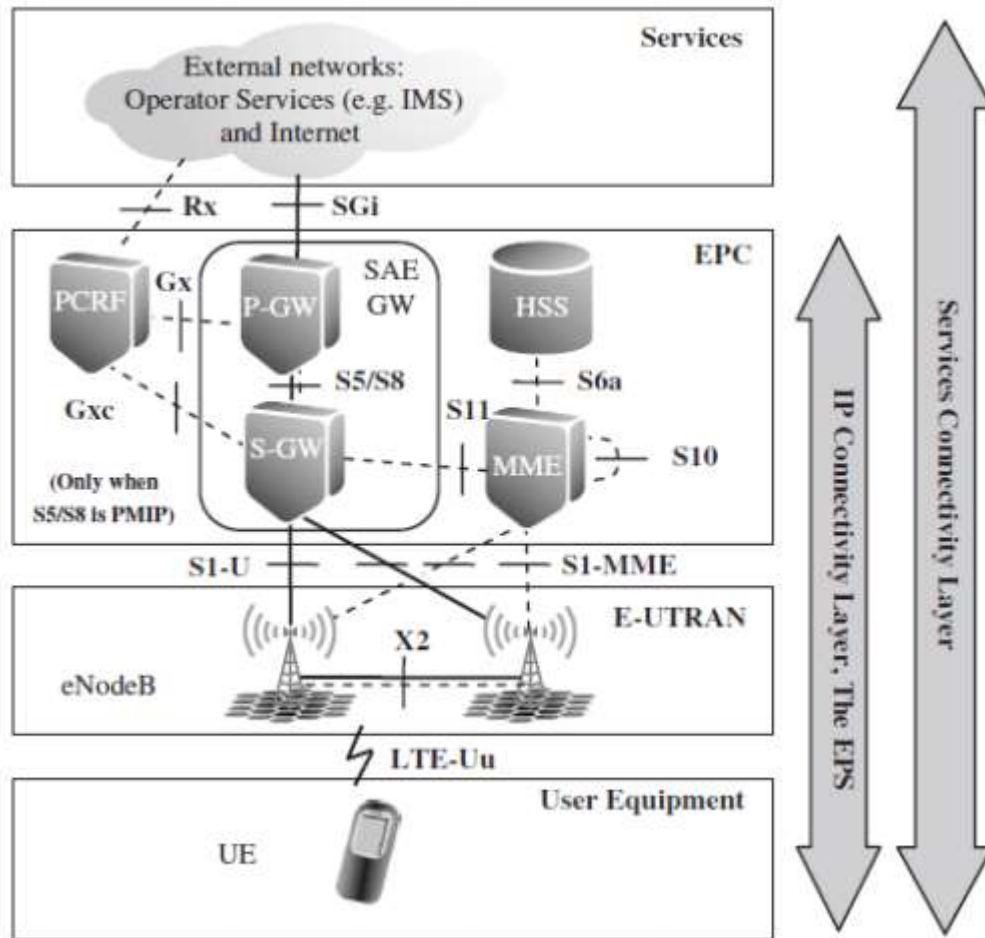 Services
External networks:
Operator Services (e.g. IMS)
and Internet
Rx
SGi
EPC
SAE
GW
PCRF
Gx
P-GW
HSS
S5/S8
S6a
Gxc
S11
S-GW
MME
S10
(Only when
S5/S8 is PMIP)
S1-U
S1-MME
E-UTRAN
X2
eNodeB
LTE-Uu
User Equipment
UE
IP Connectivity Layer, The EPS
Services Connectivity Layer